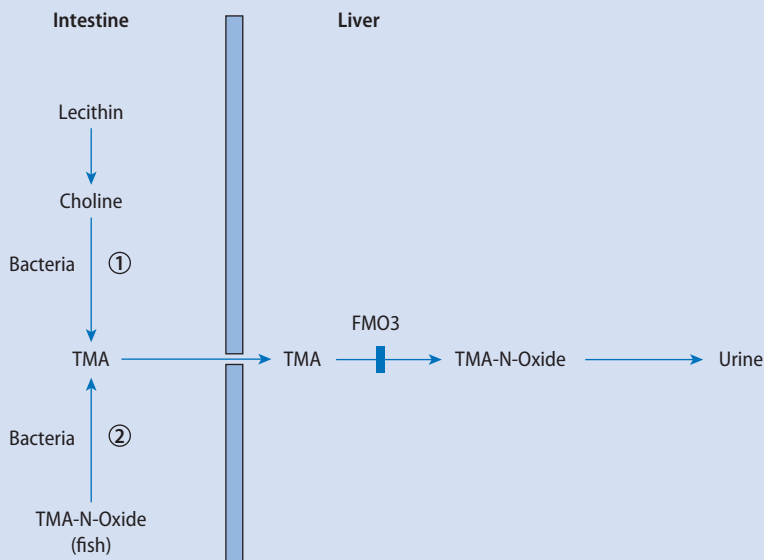 Intestine
Liver
Lecithin
Choline
Bacteria ①
FMO3
TMA TMA TMA-N-Oxide Urine
Bacteria ②
TMA-N-Oxide
(fish)